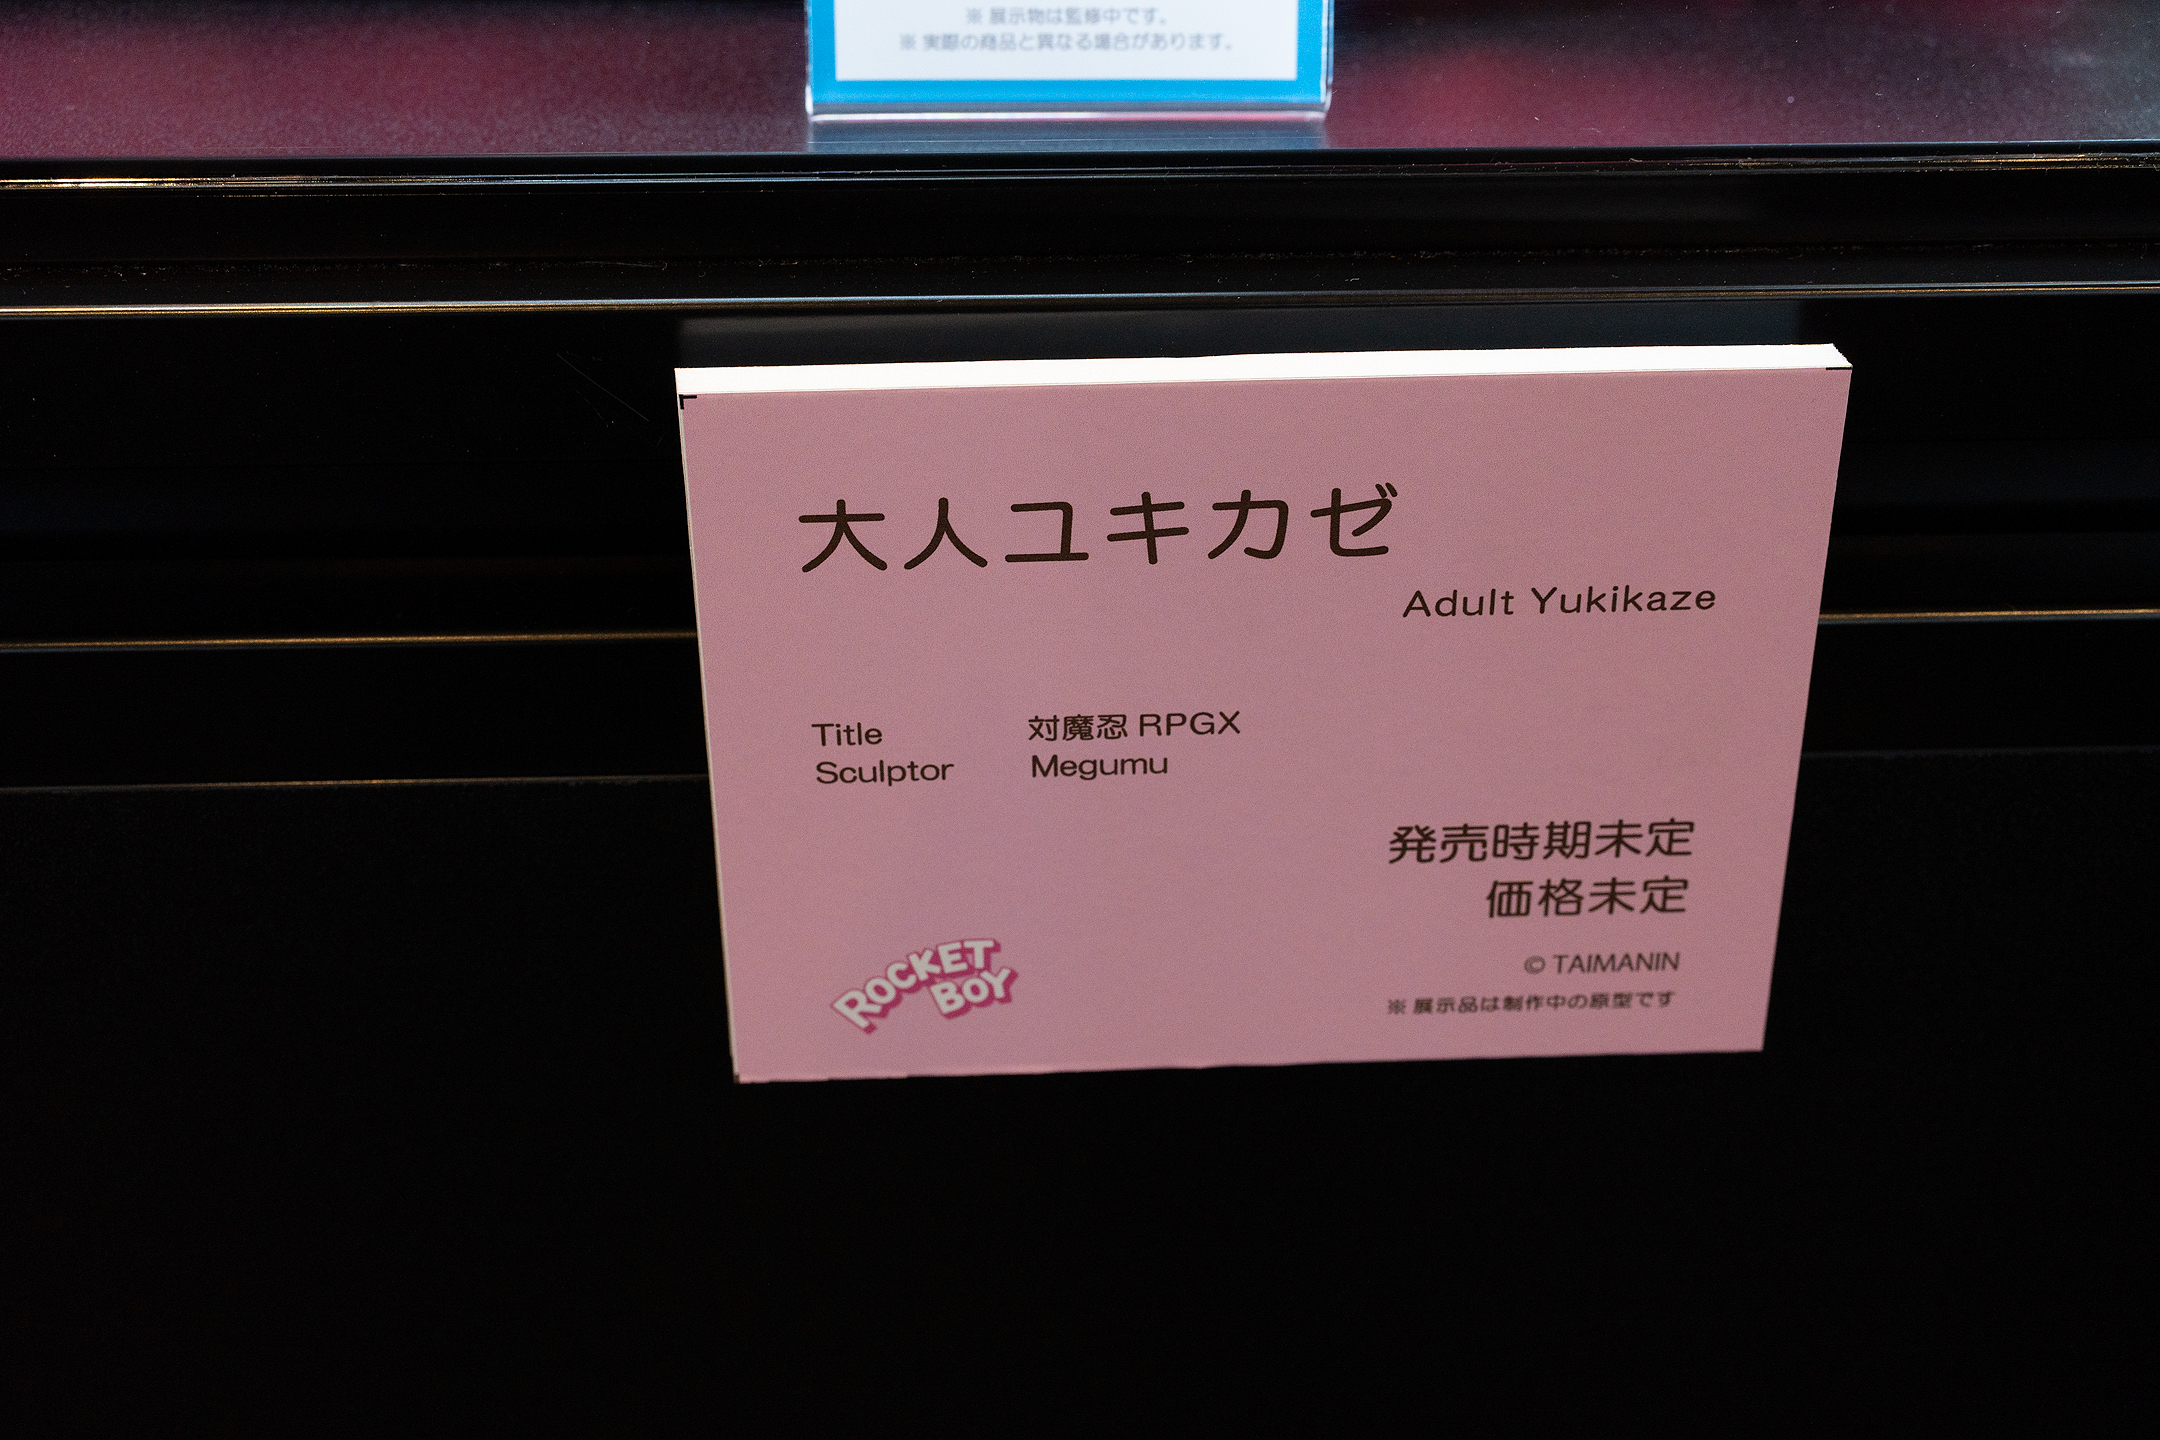 ※ 展示物は監修中です。
※ 実際の商品と異なる場合があります。
大人ユキカゼ
Adult Yukikaze
Title 対魔忍 RPGX
Sculptor Megumu
発売時期未定
価格未定
© TAIMANIN
※ 展示品は制作中の原型です
ROCKET
BOY